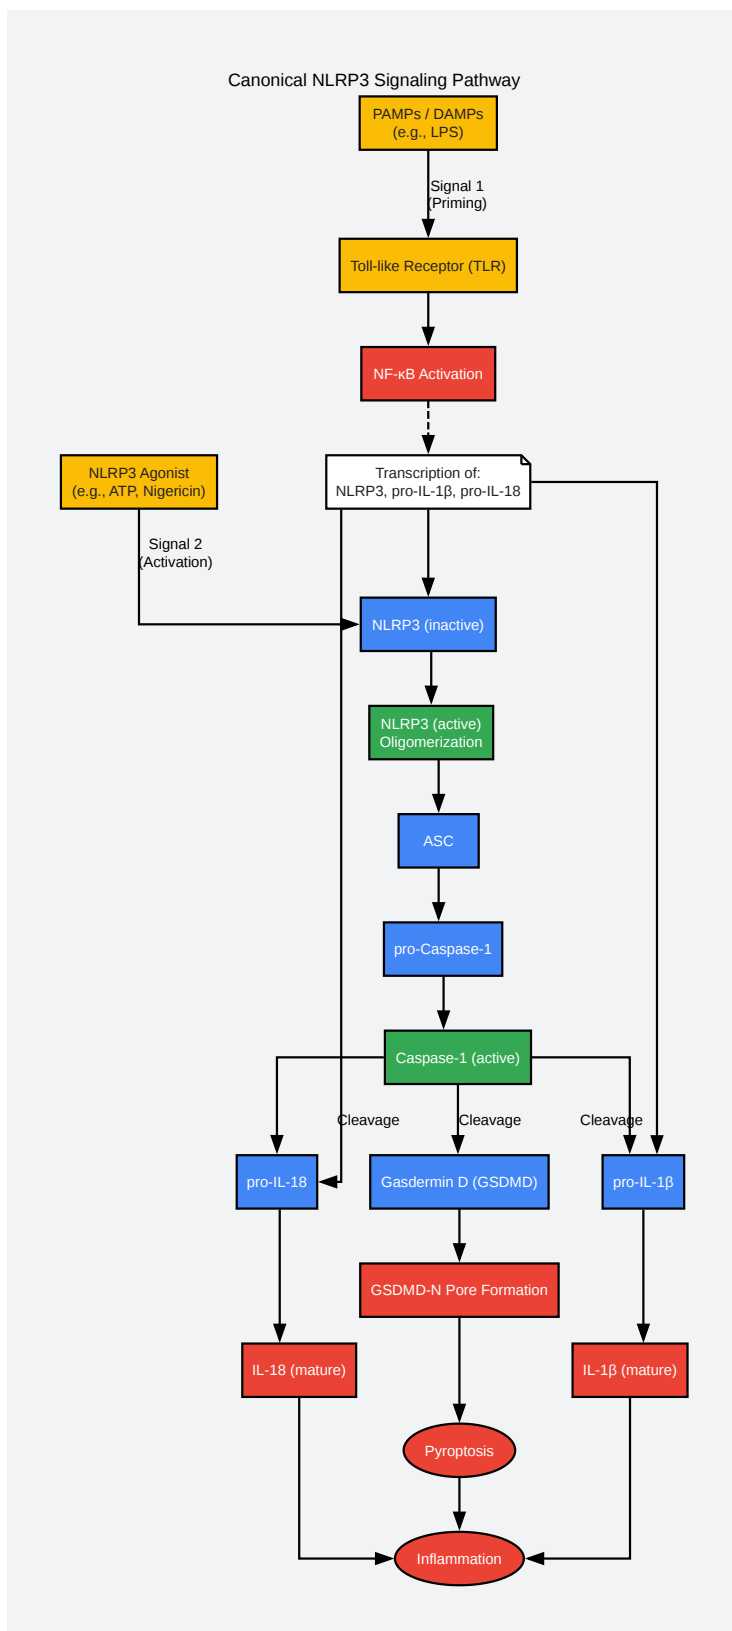 Canonical NLRP3 Signaling Pathway
PAMPs / DAMPs
(e.g., LPS)
Signal 1
(Priming)
Toll-like Receptor (TLR)
NF-κB Activation
NLRP3 Agonist
(e.g., ATP, Nigericin)
Transcription of:
NLRP3, pro-IL-1β, pro-IL-18
Signal 2
(Activation)
NLRP3 (inactive)
NLRP3 (active)
Oligomerization
ASC
pro-Caspase-1
Caspase-1 (active)
Cleavage
Cleavage
Cleavage
pro-IL-18
Gasdermin D (GSDMD)
pro-IL-1β
GSDMD-N Pore Formation
IL-18 (mature)
IL-1β (mature)
Pyroptosis
Inflammation